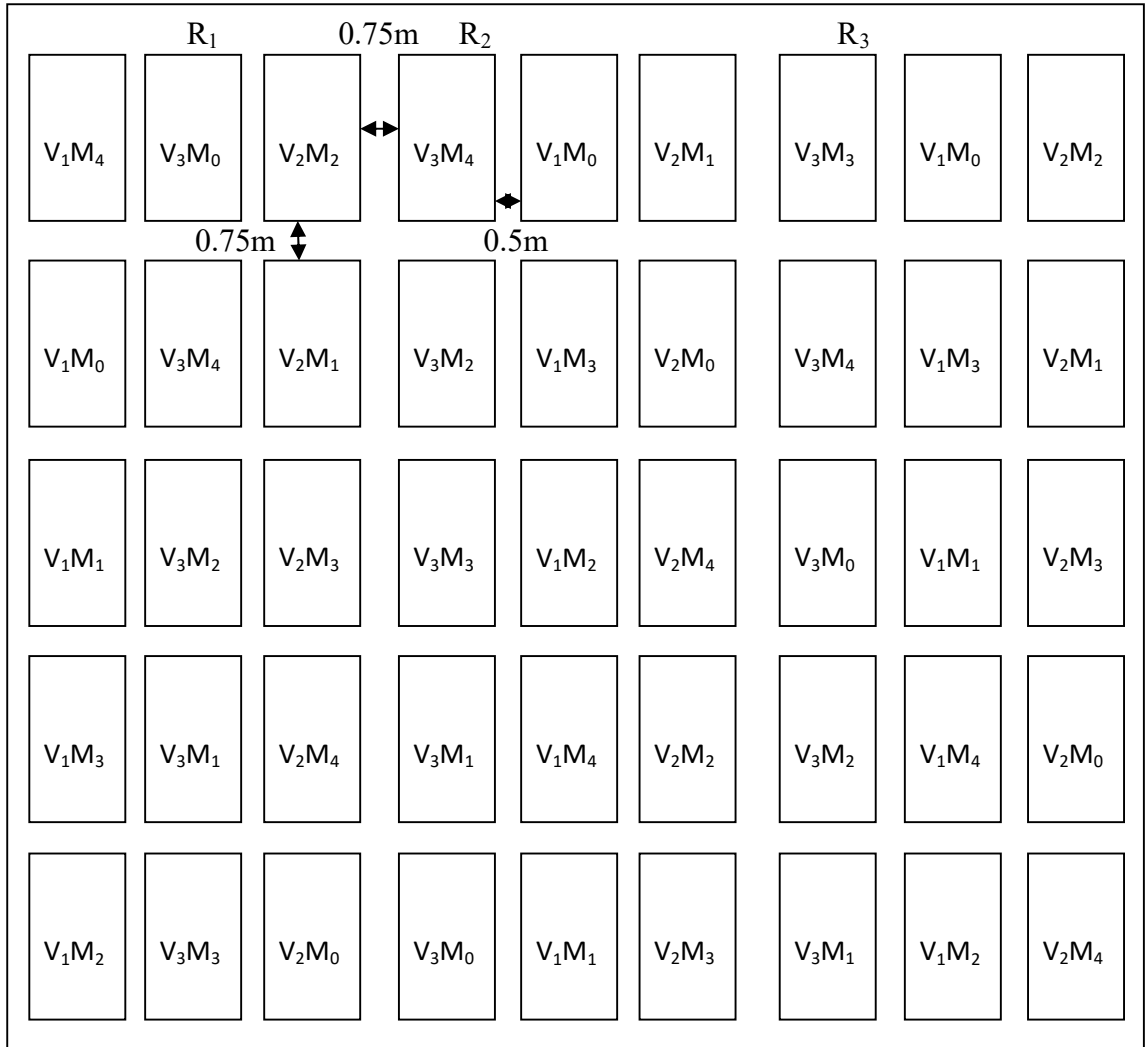 R₁ 0.75m R₂ R₃
V₁M₄ V₃M₀ V₂M₂ V₃M₄ V₁M₀ V₂M₁ V₃M₃ V₁M₀ V₂M₂
0.75m 0.5m
V₁M₀ V₃M₄ V₂M₁ V₃M₂ V₁M₃ V₂M₀ V₃M₄ V₁M₃ V₂M₁
V₁M₁ V₃M₂ V₂M₃ V₃M₃ V₁M₂ V₂M₄ V₃M₀ V₁M₁ V₂M₃
V₁M₃ V₃M₁ V₂M₄ V₃M₁ V₁M₄ V₂M₂ V₃M₂ V₁M₄ V₂M₀
V₁M₂ V₃M₃ V₂M₀ V₃M₀ V₁M₁ V₂M₃ V₃M₁ V₁M₂ V₂M₄